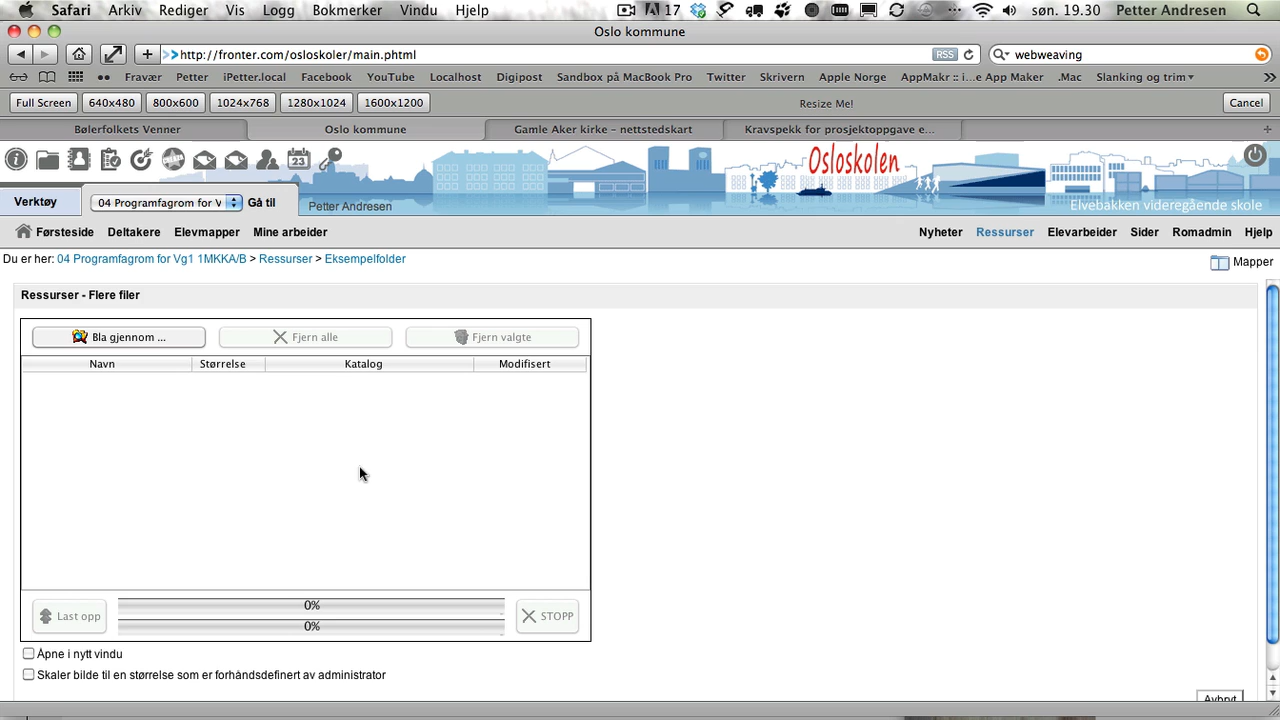 Safari Arkiv Rediger Vis Logg Bokmerker Vindu Hjelp 17 søn. 19.30 Petter Andresen
Oslo kommune
http://fronter.com/osloskoler/main.phtml RSS webweaving
Fravær Petter iPetter.local Facebook YouTube Localhost Digipost Sandbox på MacBook Pro Twitter Skivern Apple Norge AppMakr :: i...e App Maker .Mac Slanking og trim
Full Screen 640x480 800x600 1024x768 1280x1024 1600x1200 Resize Me! Cancel
Bølerfolkets Venner Oslo kommune Gamle Aker kirke – nettstedskart Kravspekk for prosjektoppgave e...
Osloskolen
Verktøy 04 Programfagrom for V Gå til Petter Andresen Elvebakken videregående skole
Førsteside Deltakere Elevmapper Mine arbeider Nyheter Ressurser Elevarbeider Sider Romadmin Hjelp
Du er her: 04 Programfagrom for Vg1 1MKKA/B > Ressurser > Eksempelfolder Mapper
Ressurser - Flere filer
Bla gjennom ... Fjern alle Fjern valgte
Navn Størrelse Katalog Modifisert
0%
Last opp STOPP
0%
Åpne i nytt vindu
Skaler bilde til en størrelse som er forhåndsdefinert av administrator
Avbryt